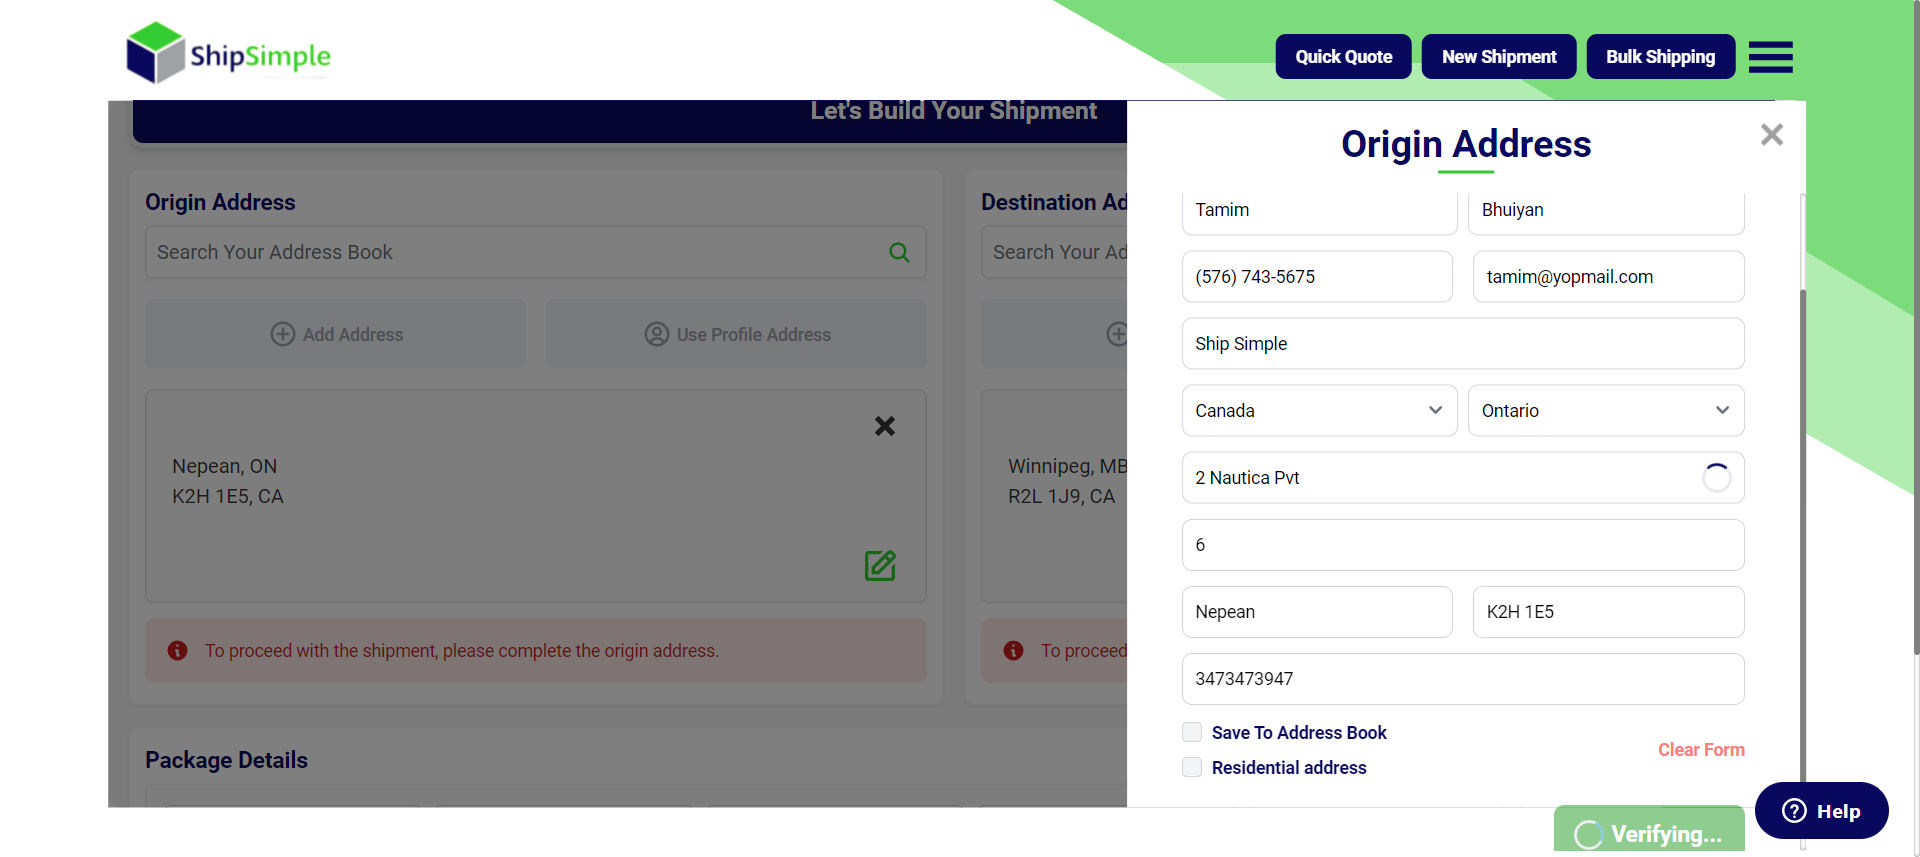 ShipSimple
Quick Quote
New Shipment
Bulk Shipping
Let's Build Your Shipment
Origin Address
Search Your Address Book
Add Address
Use Profile Address
Nepean, ON
K2H 1E5, CA
To proceed with the shipment, please complete the origin address.
Destination Ad
Search Your Ad
Winnipeg, MB
R2L 1J9, CA
To proceed
Package Details
Origin Address
Tamim
Bhuiyan
(576) 743-5675
tamim@yopmail.com
Ship Simple
Canada
Ontario
2 Nautica Pvt
6
Nepean
K2H 1E5
3473473947
Save To Address Book
Residential address
Clear Form
Verifying...
Help